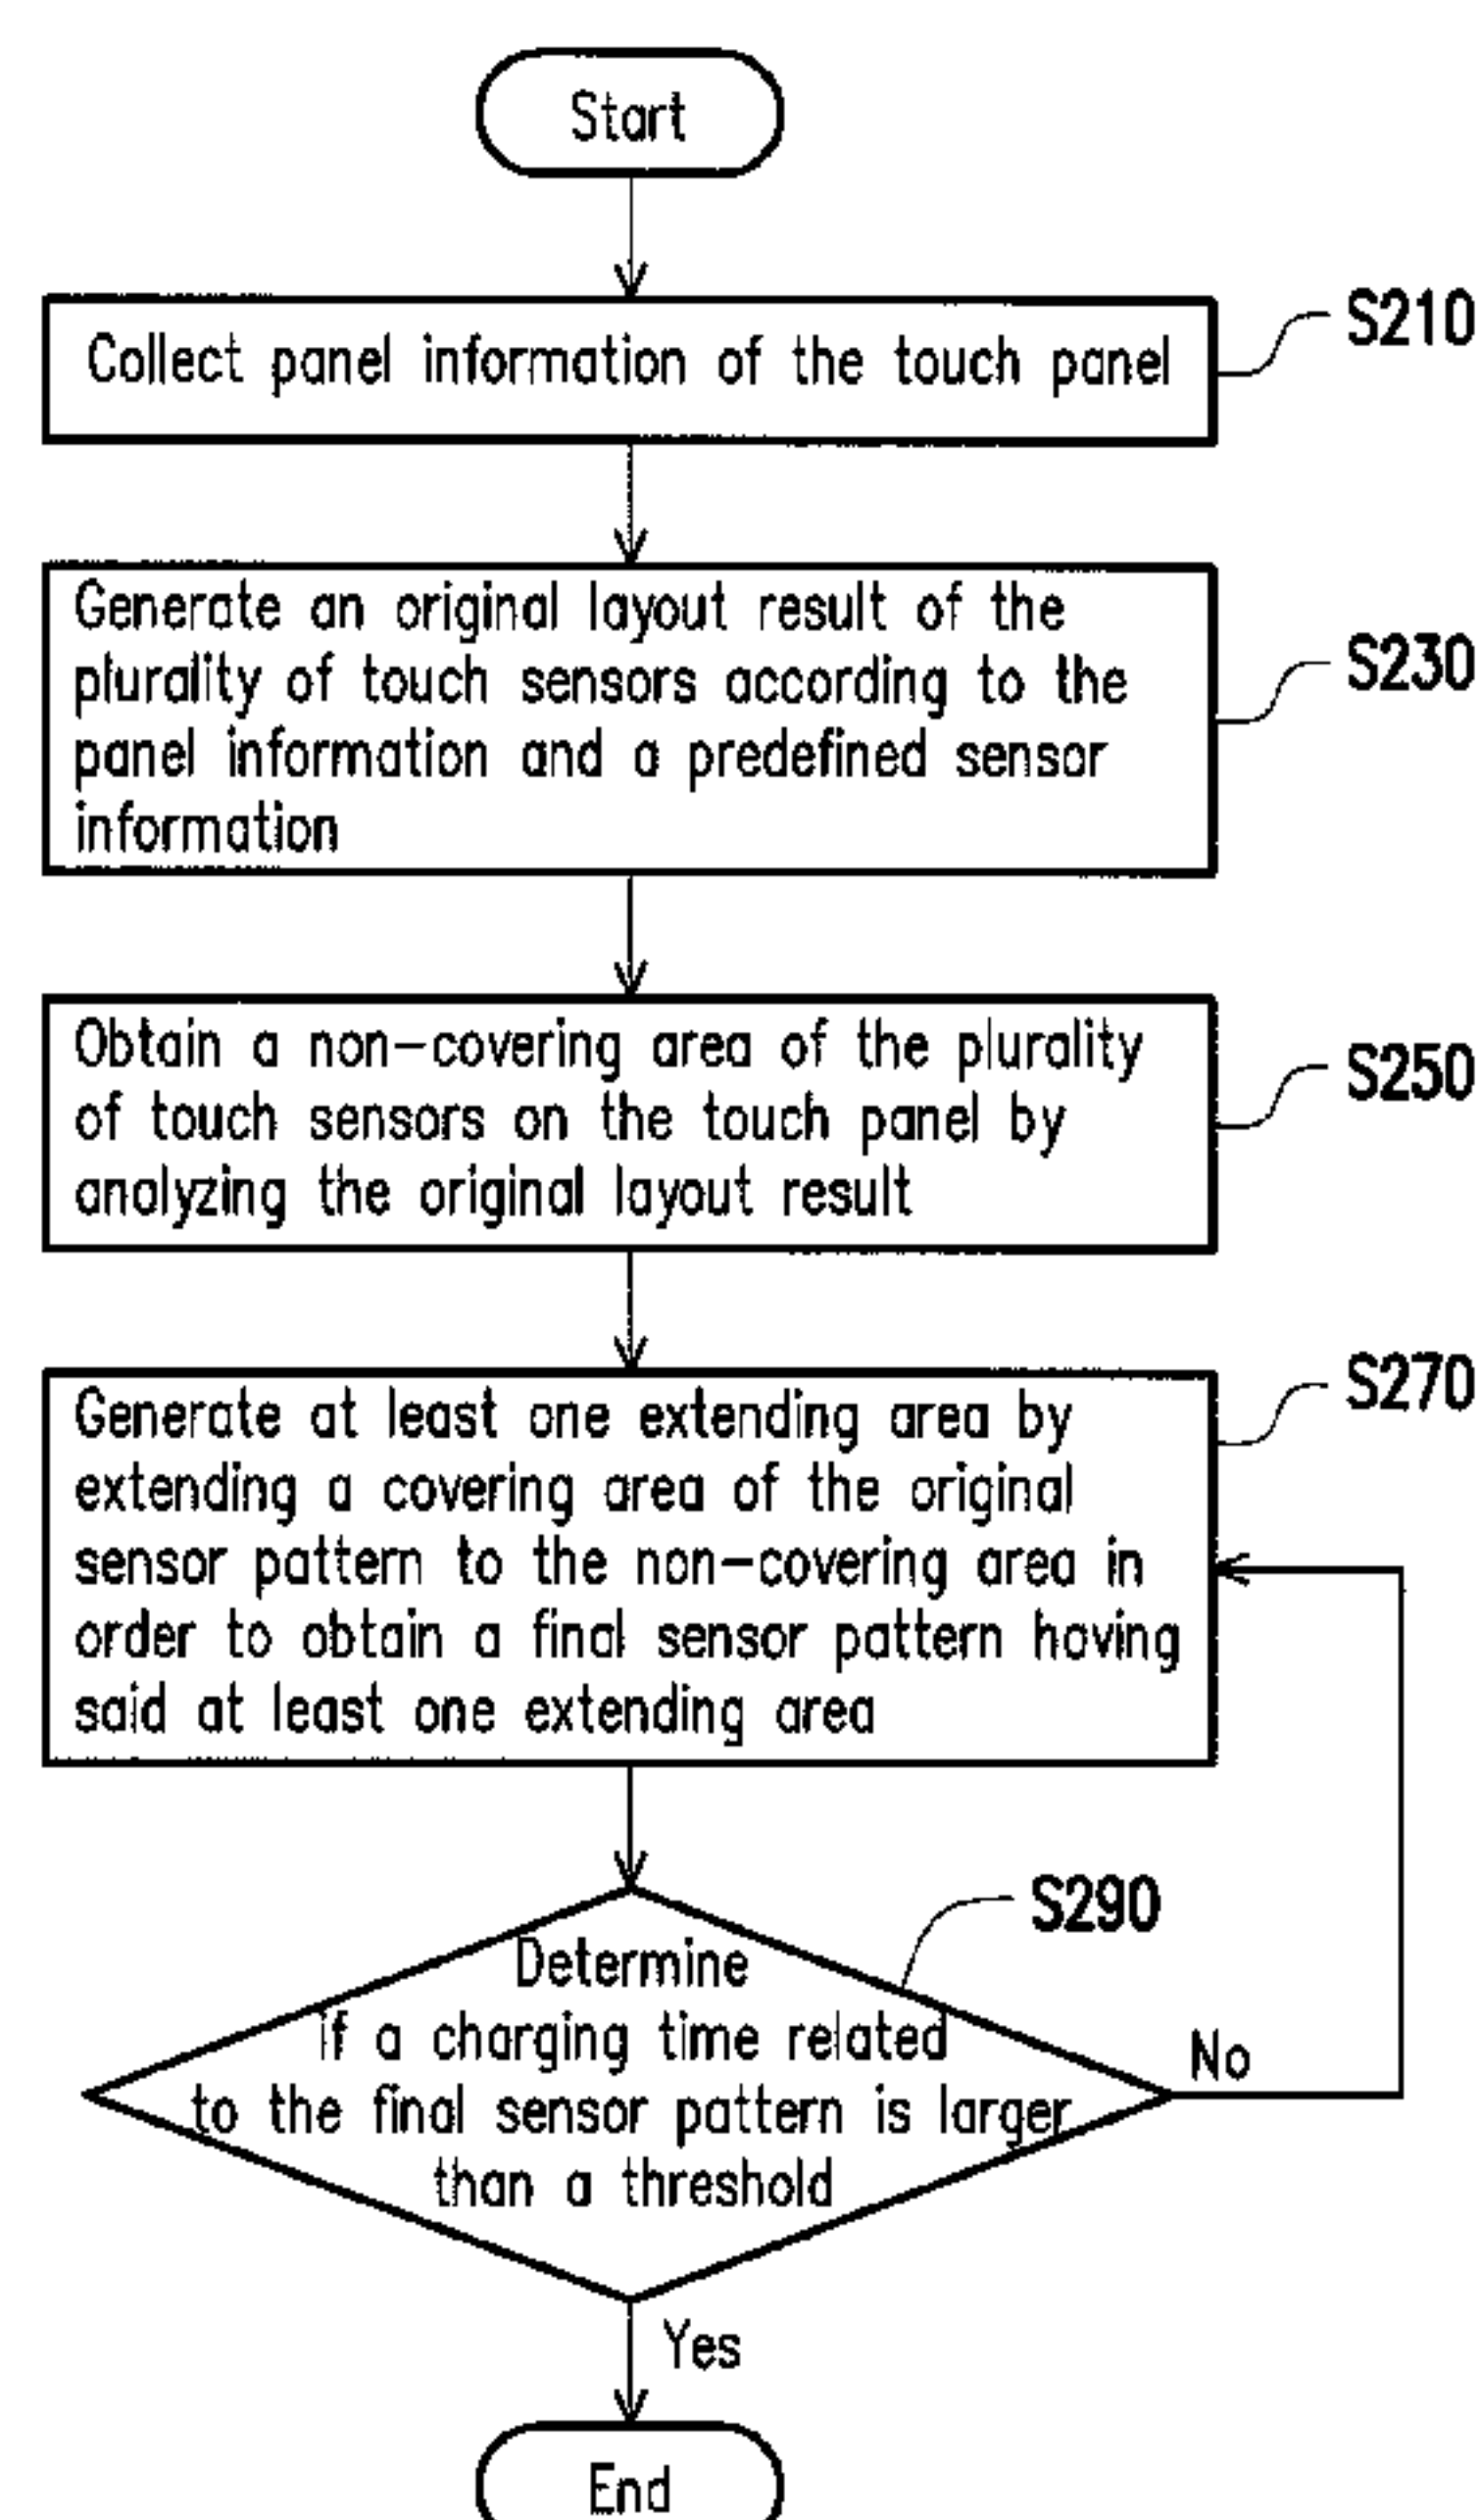 Start
Collect panel information of the touch panel
S210
Generate an original layout result of the
plurality of touch sensors according to the
panel information and a predefined sensor
information
S230
Obtain a non-covering area of the plurality
of touch sensors on the touch panel by
analyzing the original layout result
S250
Generate at least one extending area by
extending a covering area of the original
sensor pattern to the non-covering area in
order to obtain a final sensor pattern having
said at least one extending area
S270
S290
Determine
if a charging time related
to the final sensor pattern is larger
than a threshold
No
Yes
End